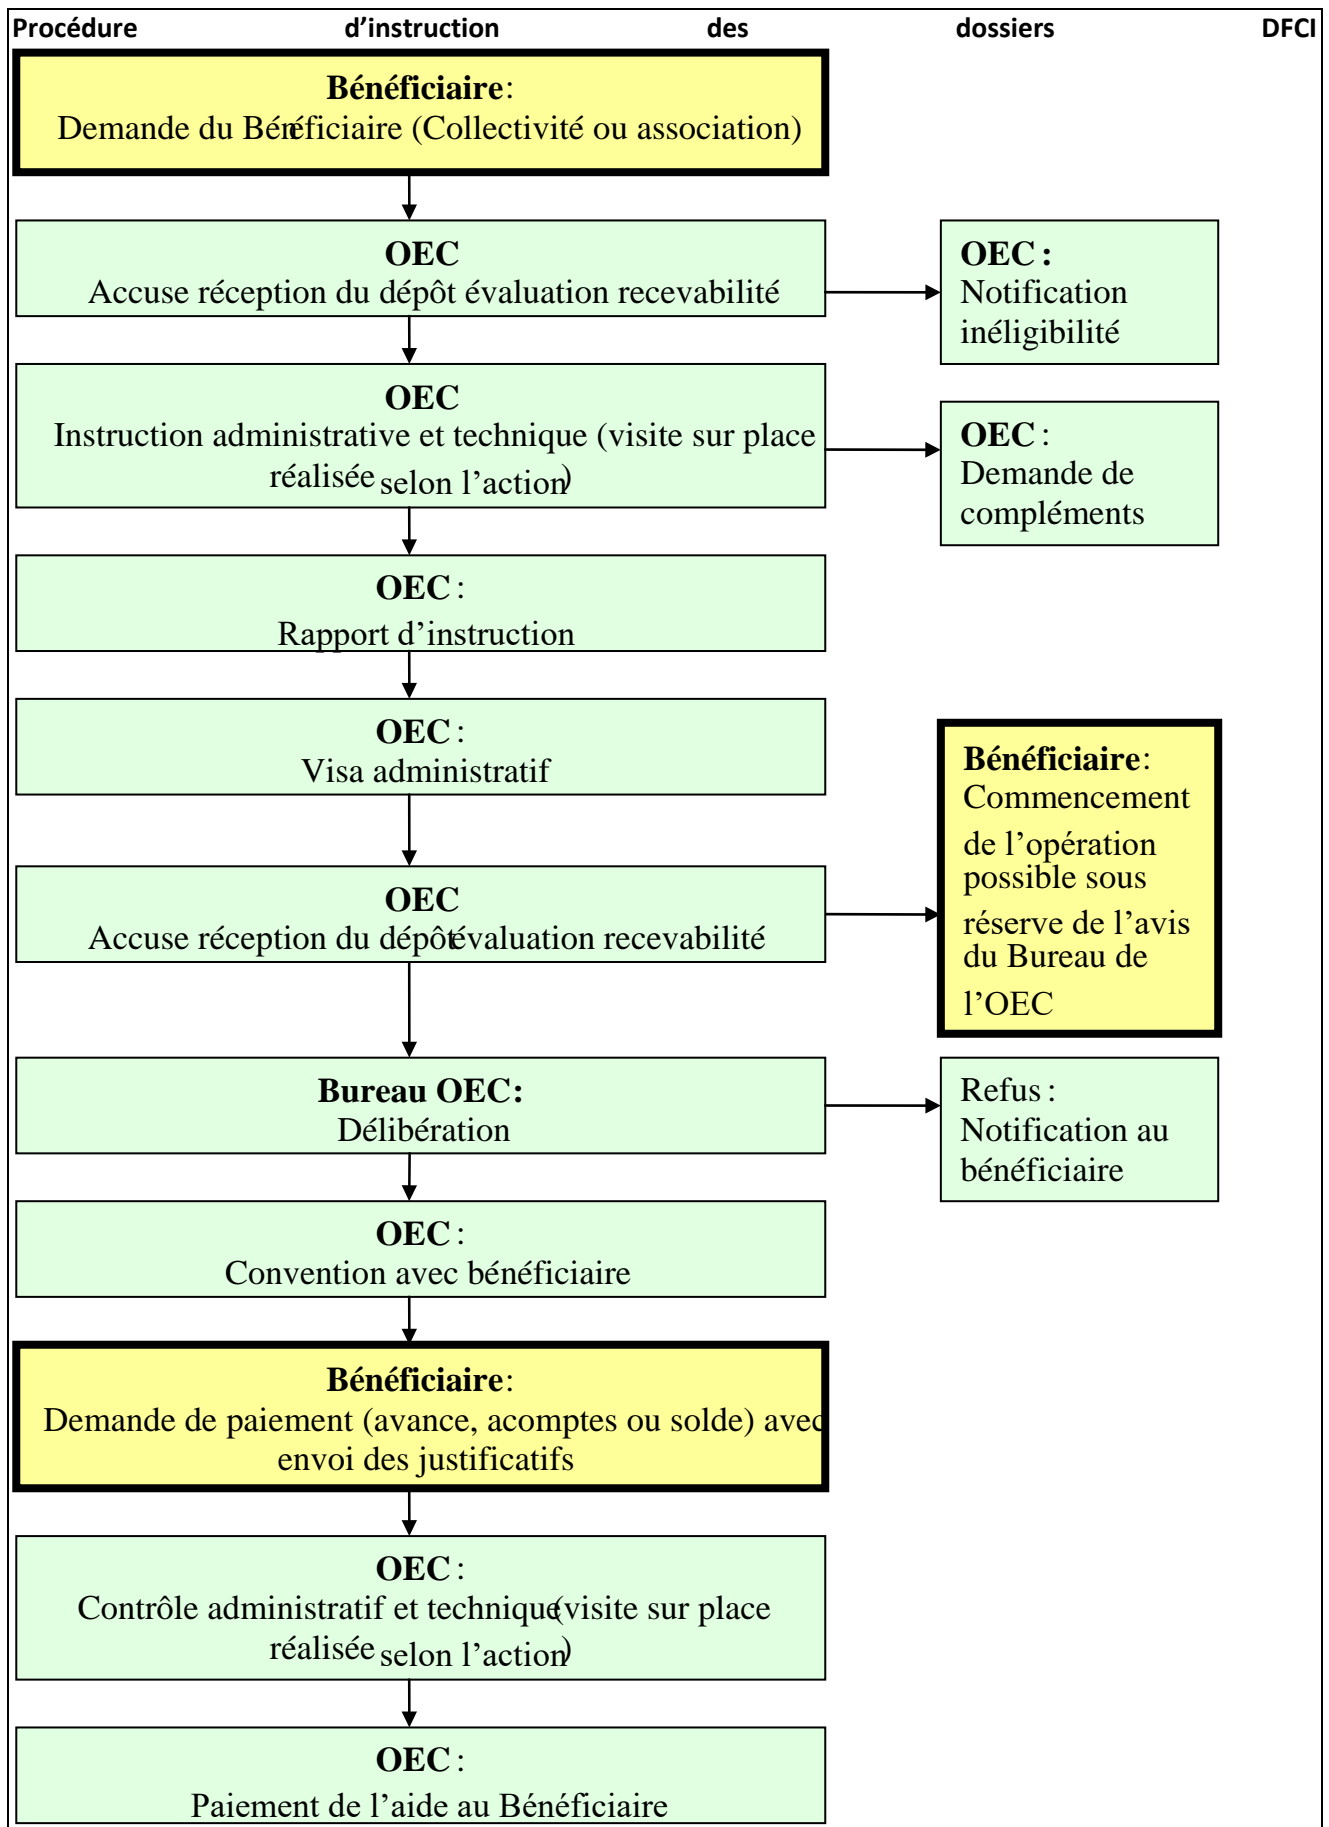 Procédure d’instruction des dossiers DFCI
Bénéficiaire:
Demande du Bénéficiaire (Collectivité ou association)
OEC
Accuse réception du dépôt évaluation recevabilité
OEC :
Notification
inéligibilité
OEC
Instruction administrative et technique (visite sur place
réalisée selon l’action)
OEC :
Demande de
compléments
OEC :
Rapport d’instruction
OEC :
Visa administratif
Bénéficiaire:
Commencement
de l’opération
possible sous
réserve de l’avis
du Bureau de
l’OEC
OEC
Accuse réception du dépôt évaluation recevabilité
Bureau OEC:
Délibération
Refus :
Notification au
bénéficiaire
OEC :
Convention avec bénéficiaire
Bénéficiaire:
Demande de paiement (avance, acomptes ou solde) avec
envoi des justificatifs
OEC :
Contrôle administratif et technique (visite sur place
réalisée selon l’action)
OEC :
Paiement de l’aide au Bénéficiaire